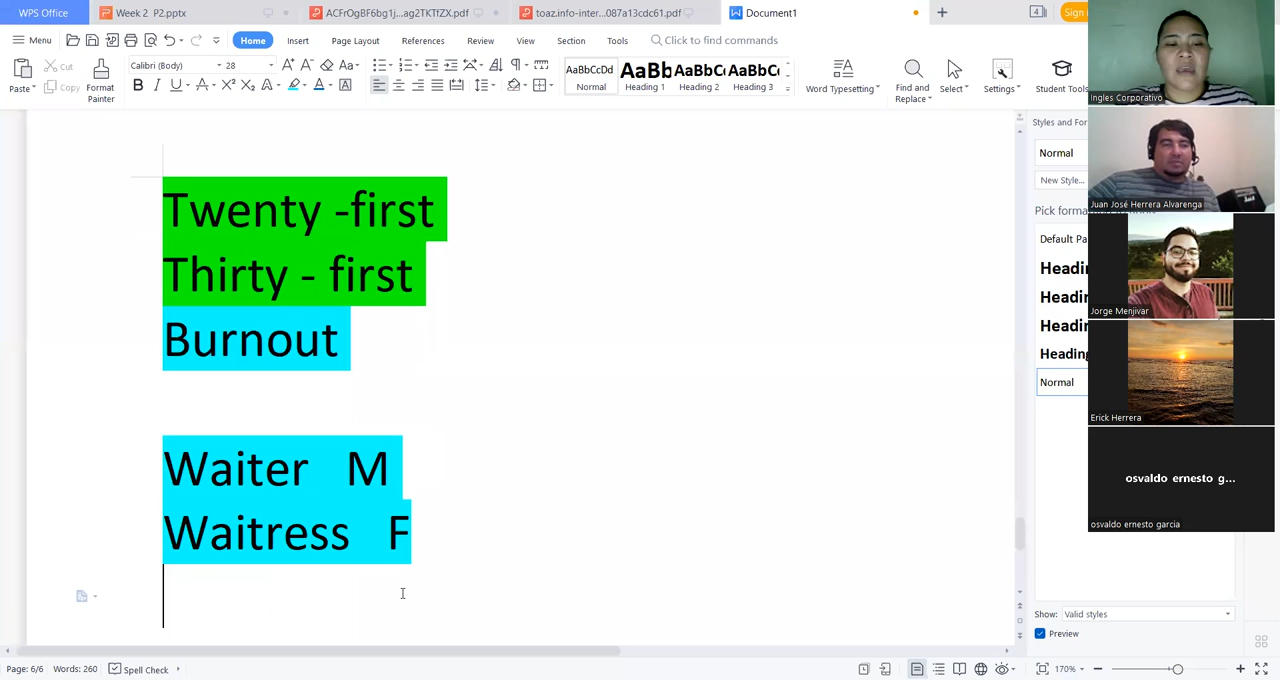 WPS Office
Week 2 P2.pptx
ACFrOgBF6bg1j...ag2TKTfZX.pdf
toaz.info-inter...087a13cdc61.pdf
Document1
4
Sign
Menu
Home
Insert
Page Layout
References
Review
View
Section
Tools
Click to find commands
Paste
Cut
Copy
Format
Painter
Calibri (Body)
28
AaBbCcDd
Normal
AaBb
Heading 1
AaBbC
Heading 2
AaBbC
Heading 3
Word Typesetting
Find and
Replace
Select
Settings
Student Tools
Twenty -first
Thirty - first
Burnout
Waiter M
Waitress F
Styles and For
Normal
New Style...
Pick
Default Pa
Headi
Headi
Headi
Heading
Normal
Show: Valid styles
Preview
Ingles Corporativo
Juan José Herrera Alvarenga
Jorge Menjivar
Erick Herrera
osvaldo ernesto g...
osvaldo ernesto garcia
Page: 6/6
Words: 260
Spell Check
170%